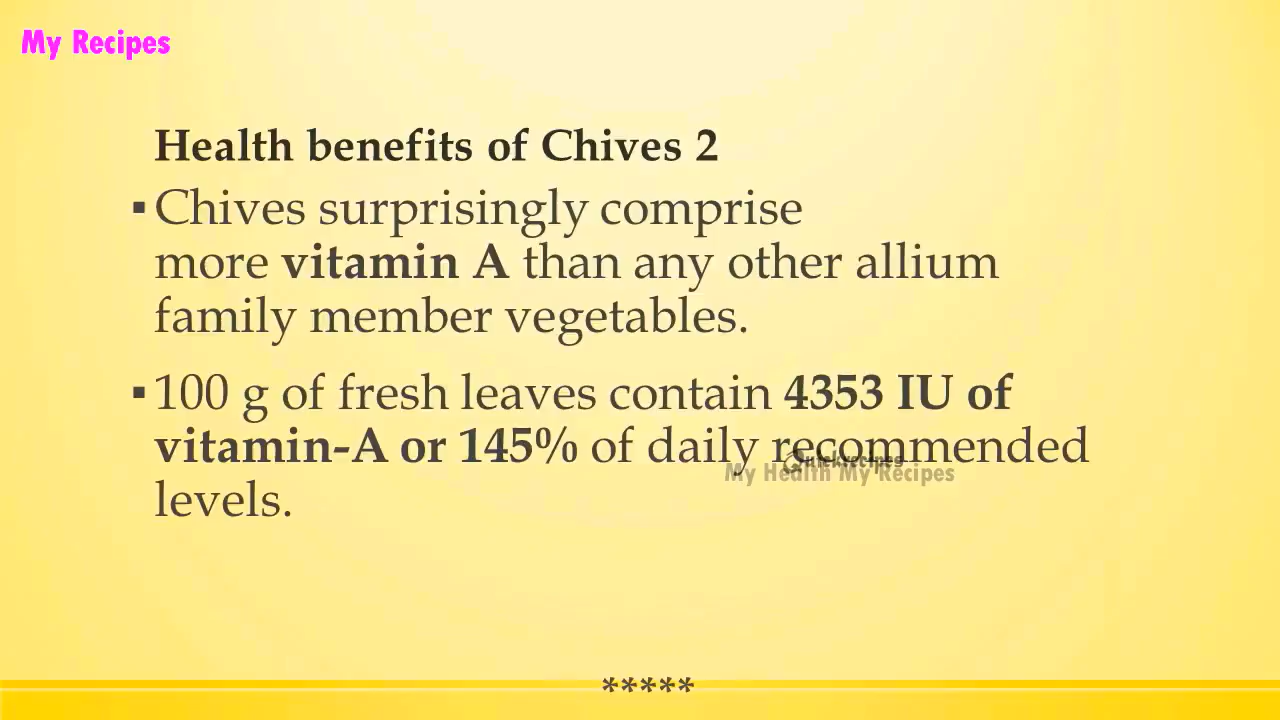 My Recipes
Health benefits of Chives 2
▪Chives surprisingly comprise
more vitamin A than any other allium
family member vegetables.
▪100 g of fresh leaves contain 4353 IU of
vitamin-A or 145% of daily recommended
Quickrecipes
My Health My Recipes
levels.
*****